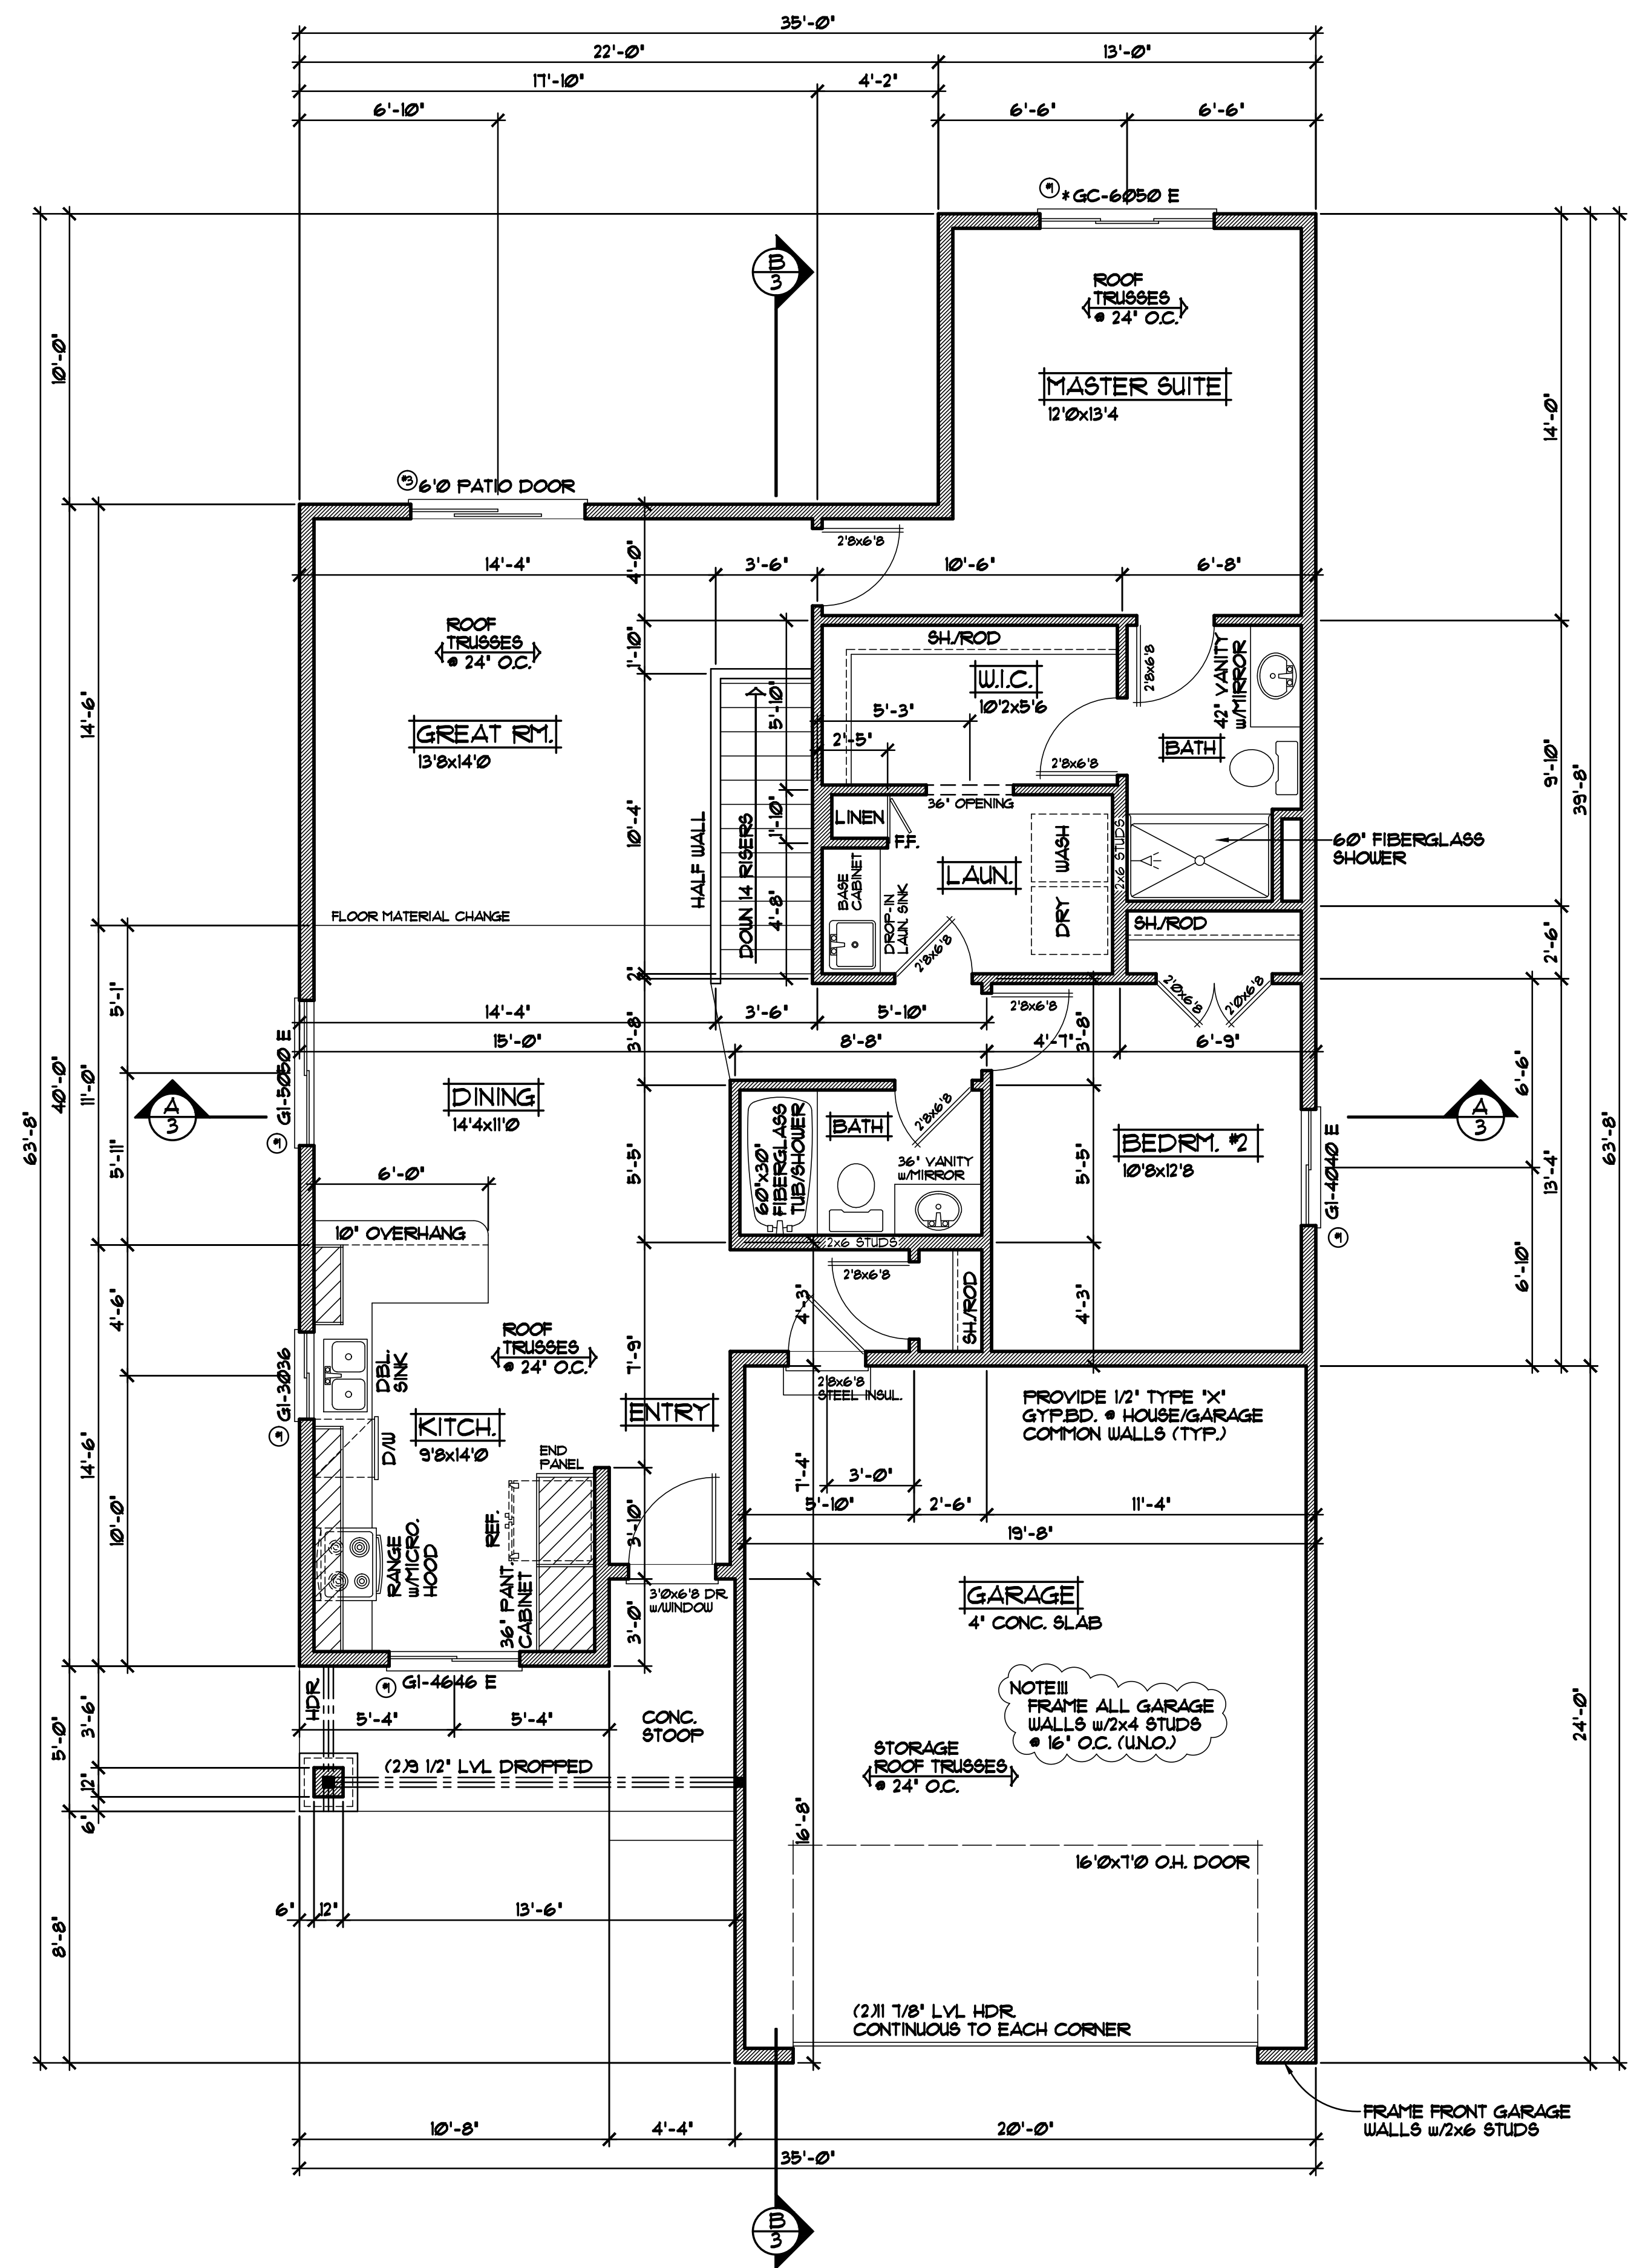 35'-0"
22'-0" 13'-0"
17'-10" 4'-2"
6'-10" 6'-6" 6'-6"
#1 *GC-6050 E
B
3
ROOF
TRUSSES
@ 24" O.C.
MASTER SUITE
12'0x13'4
10'-0"
14'-0"
#3 6'0 PATIO DOOR
2'8x6'8
14'-4" 3'-6" 10'-6" 6'-8"
4'-0"
ROOF
TRUSSES
@ 24" O.C.
1'-10"
SH./ROD
W.I.C.
10'2x5'6
2'8x6'8
42" VANITY
w/MIRROR
5'-10"
5'-3"
2'-5"
GREAT RM.
13'8x14'0
14'-6"
BATH
2'8x6'8
9'-10"
39'-8"
36" OPENING
LINEN
F.F.
1'-10"
10'-4"
HALF WALL
DOWN 14 RISERS
4'-8"
BASE
CABINET
DROP-IN
LAUN. SINK
LAUN.
WASH
DRY
2x6 STUDS
60" FIBERGLASS
SHOWER
FLOOR MATERIAL CHANGE
SH./ROD
2'8x6'8
2"
2'-6"
2'8x6'8
2'0x6'8
2'0x6'8
5'-1"
14'-4" 3'-6" 5'-10"
3'-8"
3'-8"
15'-0" 8'-8" 4'-7" 6'-9"
#1 G1-5050 E
63'-8"
40'-0"
11'-0"
A
3
DINING
14'4x11'0
60"x30"
FIBERGLASS
TUB/SHOWER
BATH
2'8x6'8
36" VANITY
w/MIRROR
BEDRM. #2
10'8x12'8
A
3
6'-6"
13'-4"
63'-8"
G1-4040 E
#1
5'-11"
5'-5"
5'-5"
6'-0"
10" OVERHANG
2x6 STUDS
2'8x6'8
SH./ROD
4'-3"
4'-3"
6'-10"
4'-6"
G1-3036
DBL.
SINK
ROOF
TRUSSES
@ 24" O.C.
7'-9"
2'8x6'8
STEEL INSUL.
PROVIDE 1/2" TYPE "X"
GYP.BD. @ HOUSE/GARAGE
COMMON WALLS (TYP.)
ENTRY
KITCH.
9'8x14'0
D/W
END
PANEL
14'-6"
10'-0"
7'-4"
3'-0"
5'-10" 2'-6" 11'-4"
19'-8"
REF.
3'-10"
RANGE
w/MICRO.
HOOD
36" PANT.
CABINET
3'0x6'8 DR
w/WINDOW
3'-0"
GARAGE
4" CONC. SLAB
#1 G1-4646 E
HDR
NOTE!!!
FRAME ALL GARAGE
WALLS w/2x4 STUDS
@ 16" O.C. (U.N.O.)
5'-4" 5'-4"
CONC.
STOOP
3'-6"
5'-0"
24'-0"
(2)9 1/2" LVL DROPPED
STORAGE
ROOF TRUSSES
@ 24" O.C.
12"
6"
16'-8"
16'0x7'0 O.H. DOOR
6" 12" 13'-6"
8'-8"
(2)11 7/8" LVL HDR.
CONTINUOUS TO EACH CORNER
FRAME FRONT GARAGE
WALLS w/2x6 STUDS
10'-8" 4'-4" 20'-0"
35'-0"
B
3